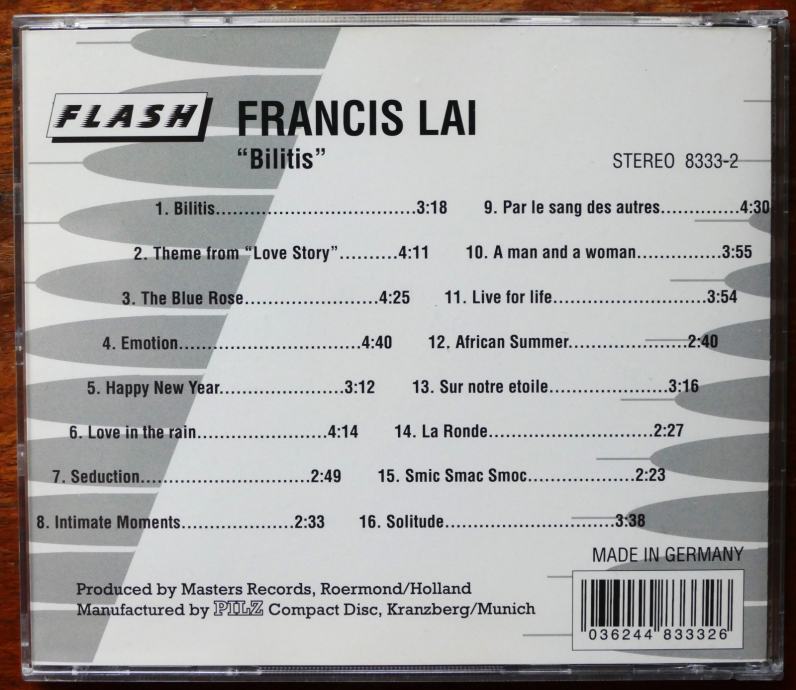 FLASH
FRANCIS LAI
“Bilitis”
STEREO 8333-2
1. Bilitis........................3:18
2. Theme from “Love Story”..........4:11
3. The Blue Rose.......................4:25
4. Emotion...............................4:40
5. Happy New Year.....................3:12
6. Love in the rain......................4:14
7. Seduction.............................2:49
8. Intimate Moments...................2:33
9. Par le sang des autres.............4:30
10. A man and a woman...............3:55
11. Live for life...............................3:54
12. African Summer....................2:40
13. Sur notre etoile....................3:16
14. La Ronde............................2:27
15. Smic Smac Smoc..................2:23
16. Solitude.............................3:38
MADE IN GERMANY
Produced by Masters Records, Roermond/Holland
Manufactured by PILZ Compact Disc, Kranzberg/Munich
036244 833326